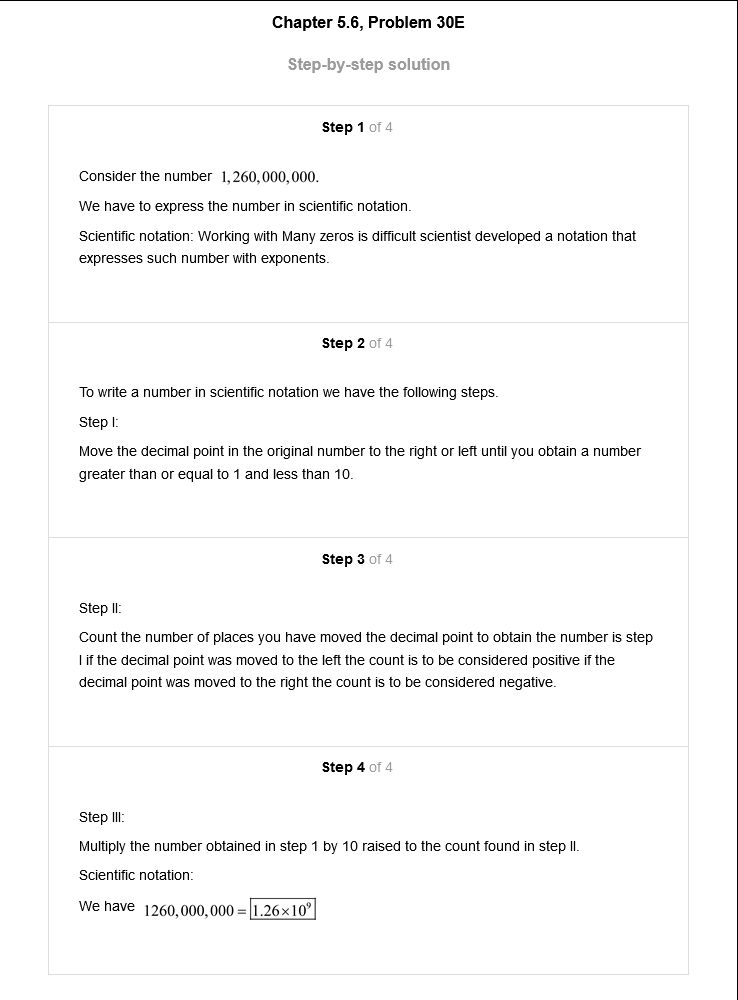 Chapter 5.6, Problem 30E
Step-by-step solution
Step 1 of 4
Consider the number 1,260,000,000.
We have to express the number in scientific notation.
Scientific notation: Working with Many zeros is difficult scientist developed a notation that
expresses such number with exponents.
Step 2 of 4
To write a number in scientific notation we have the following steps.
Step I:
Move the decimal point in the original number to the right or left until you obtain a number
greater than or equal to 1 and less than 10.
Step 3 of 4
Step II:
Count the number of places you have moved the decimal point to obtain the number is step
I if the decimal point was moved to the left the count is to be considered positive if the
decimal point was moved to the right the count is to be considered negative.
Step 4 of 4
Step III:
Multiply the number obtained in step 1 by 10 raised to the count found in step II.
Scientific notation:
We have 1260,000,000 = 1.26×10⁹